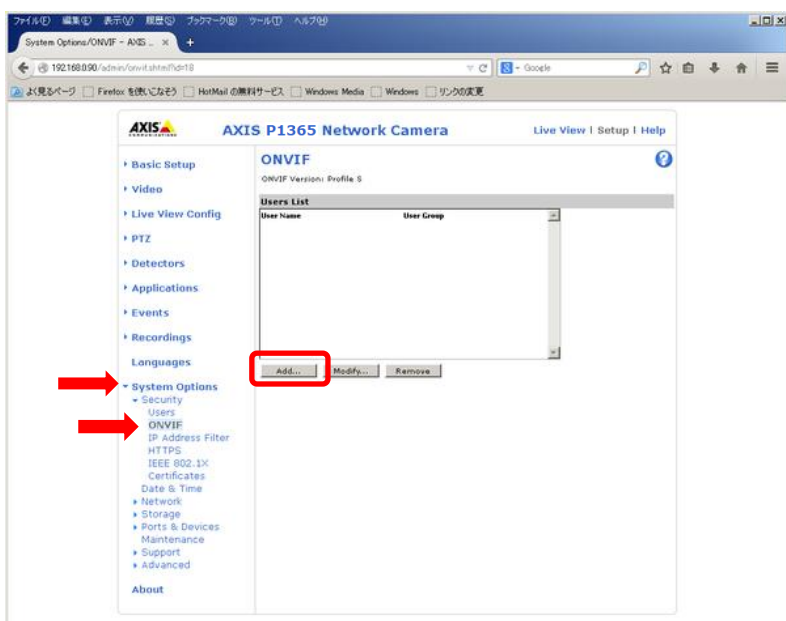 ファイル(F) 編集(E) 表示(V) 履歴(S) ブックマーク(B) ツール(T) ヘルプ(H)
System Options/ONVIF - AXIS ... × +
192.168.0.90/admin/onvif.shtml?id=18
Google
よく見るページ Firefox を使いこなそう HotMail の無料サービス Windows Media Windows リンクの変更
AXIS
COMMUNICATIONS
AXIS P1365 Network Camera
Live View | Setup | Help
Basic Setup
Video
Live View Config
PTZ
Detectors
Applications
Events
Recordings
Languages
System Options
Security
Users
ONVIF
IP Address Filter
HTTPS
IEEE 802.1X
Certificates
Date & Time
Network
Storage
Ports & Devices
Maintenance
Support
Advanced
About
ONVIF
ONVIF Version: Profile S
Users List
User Name User Group
Add... Modify... Remove